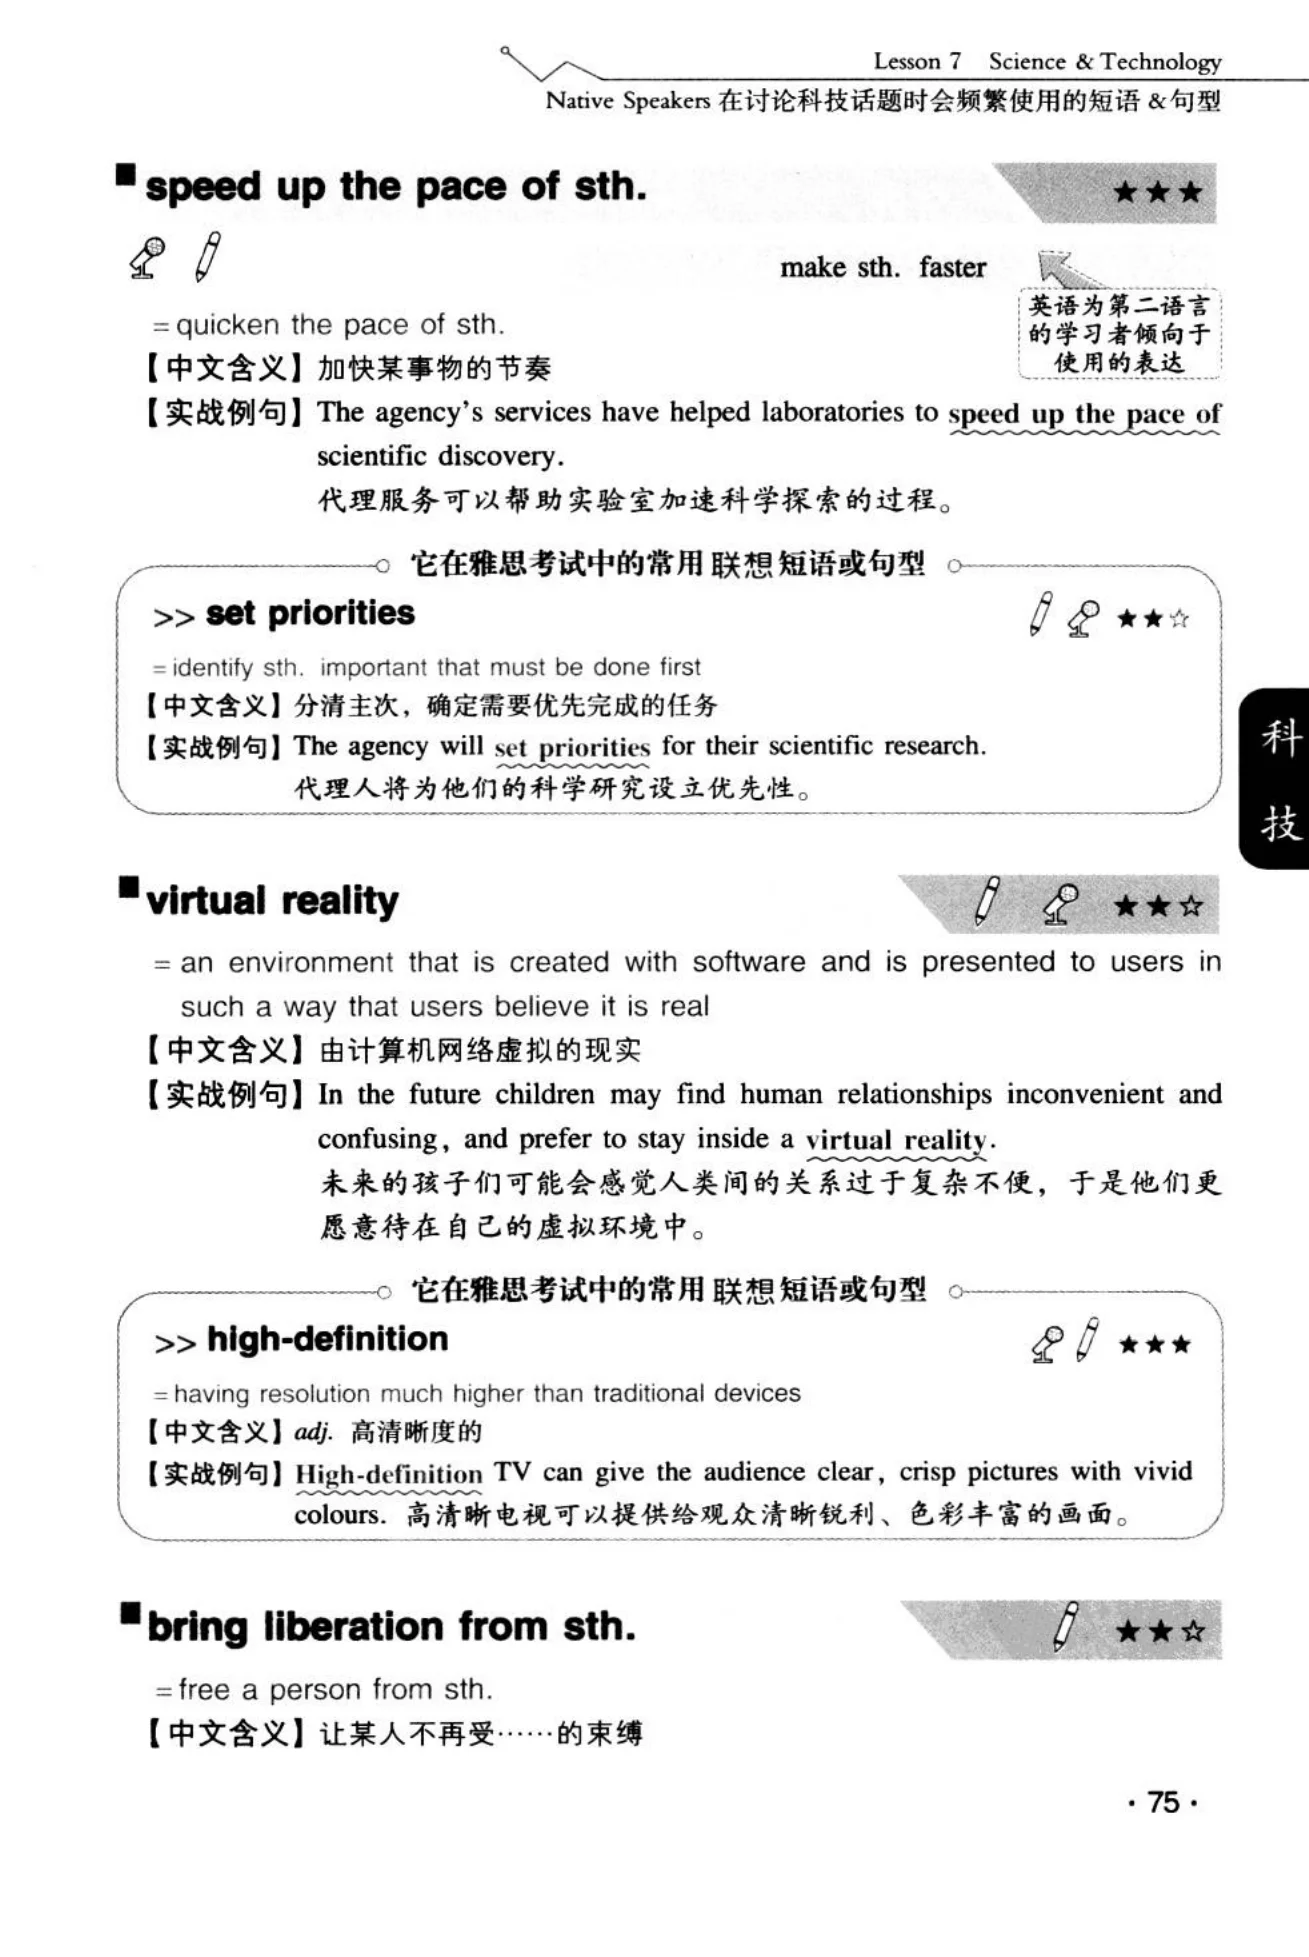 Lesson 7 Science & Technology
Native Speakers 在讨论科技话题时会频繁使用的短语 & 句型
speed up the pace of sth. ★★★
make sth. faster
英语为第二语言
的学习者倾向于
使用的表达
= quicken the pace of sth.
【中文含义】加快某事物的节奏
【实战例句】The agency's services have helped laboratories to speed up the pace of
scientific discovery.
代理服务可以帮助实验室加速科学探索的过程。
它在雅思考试中的常用联想短语或句型
>> set priorities ★★☆
= identify sth. important that must be done first
【中文含义】分清主次，确定需要优先完成的任务
【实战例句】The agency will set priorities for their scientific research.
代理人将为他们的科学研究设立优先性。
科
技
virtual reality ★★☆
= an environment that is created with software and is presented to users in
such a way that users believe it is real
【中文含义】由计算机网络虚拟的现实
【实战例句】In the future children may find human relationships inconvenient and
confusing, and prefer to stay inside a virtual reality.
未来的孩子们可能会感觉人类间的关系过于复杂不便，于是他们更
愿意待在自己的虚拟环境中。
它在雅思考试中的常用联想短语或句型
>> high-definition ★★★
= having resolution much higher than traditional devices
【中文含义】adj. 高清晰度的
【实战例句】High-definition TV can give the audience clear, crisp pictures with vivid
colours. 高清晰电视可以提供给观众清晰锐利、色彩丰富的画面。
bring liberation from sth. ★★☆
= free a person from sth.
【中文含义】让某人不再受……的束缚
· 75 ·